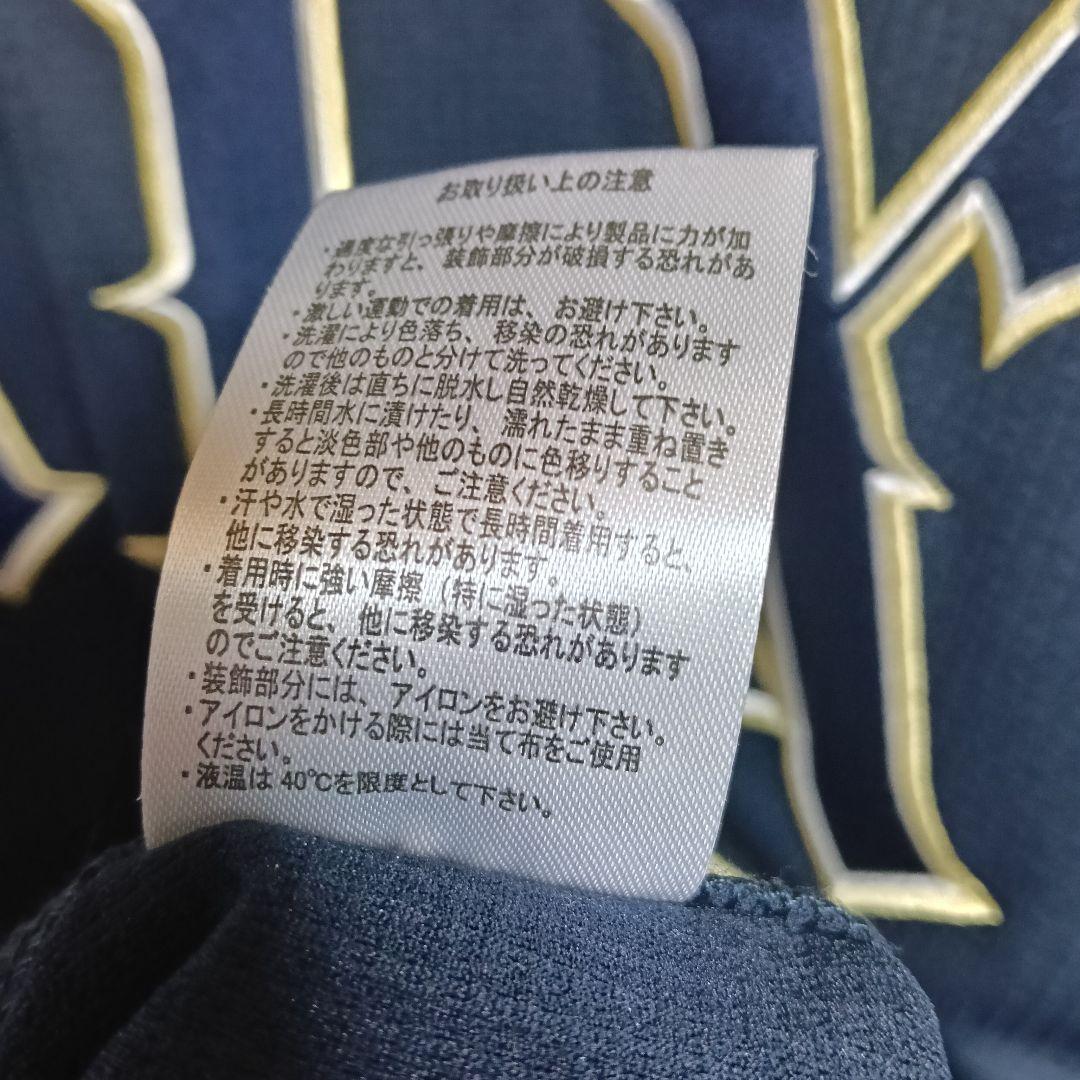 お取り扱い上の注意
・過度な引っ張りや摩擦により製品に力が加
わりますと、装飾部分が破損する恐れがあ
ります。
・激しい運動での着用は、お避け下さい。
・洗濯により色落ち、移染の恐れがあります
ので他のものと分けて洗ってください。
・洗濯後は直ちに脱水し自然乾燥して下さい。
・長時間水に漬けたり、濡れたまま重ね置き
すると淡色部や他のものに色移りすること
がありますので、ご注意ください。
・汗や水で湿った状態で長時間着用すると、
他に移染する恐れがあります。
・着用時に強い摩擦（特に湿った状態）
を受けると、他に移染する恐れがあります
のでご注意ください。
・装飾部分には、アイロンをお避け下さい。
・アイロンをかける際には当て布をご使用
ください。
・液温は40℃を限度として下さい。